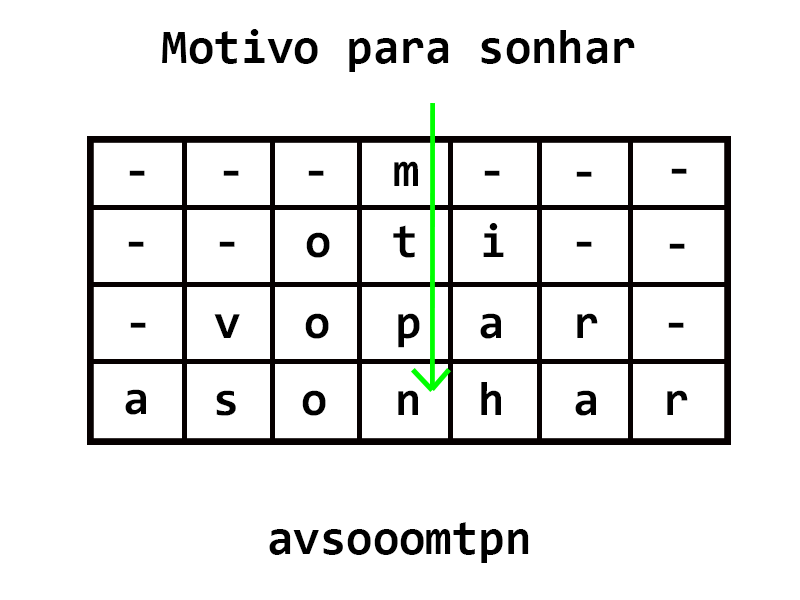 Motivo para sonhar
- - - m - - -
- - o t i - -
- v o p a r -
a s o n h a r
avsooomtpn